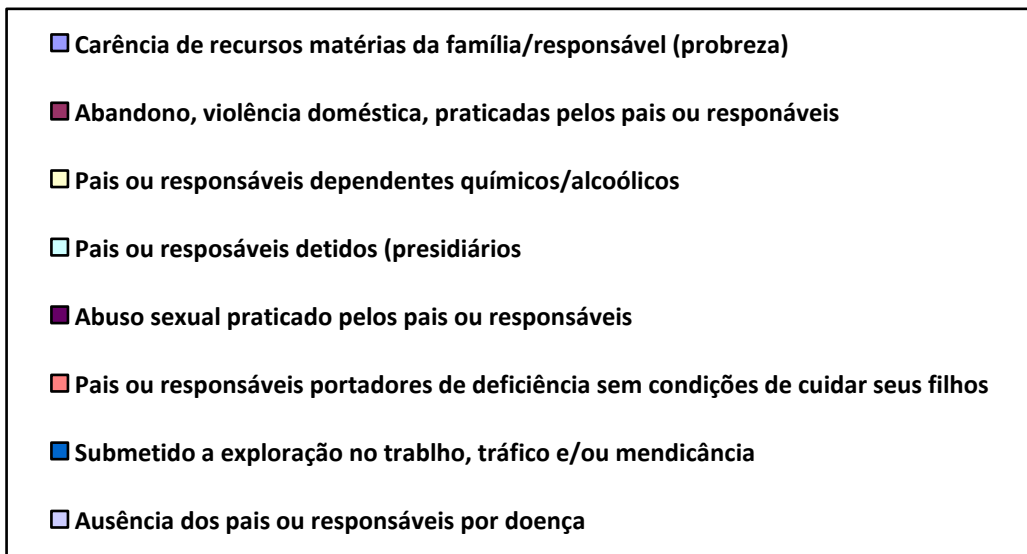 Carência de recursos matérias da família/responsável (probreza)
Abandono, violência doméstica, praticadas pelos pais ou responáveis
Pais ou responsáveis dependentes químicos/alcoólicos
Pais ou resposáveis detidos (presidiários
Abuso sexual praticado pelos pais ou responsáveis
Pais ou responsáveis portadores de deficiência sem condições de cuidar seus filhos
Submetido a exploração no trablho, tráfico e/ou mendicância
Ausência dos pais ou responsáveis por doença